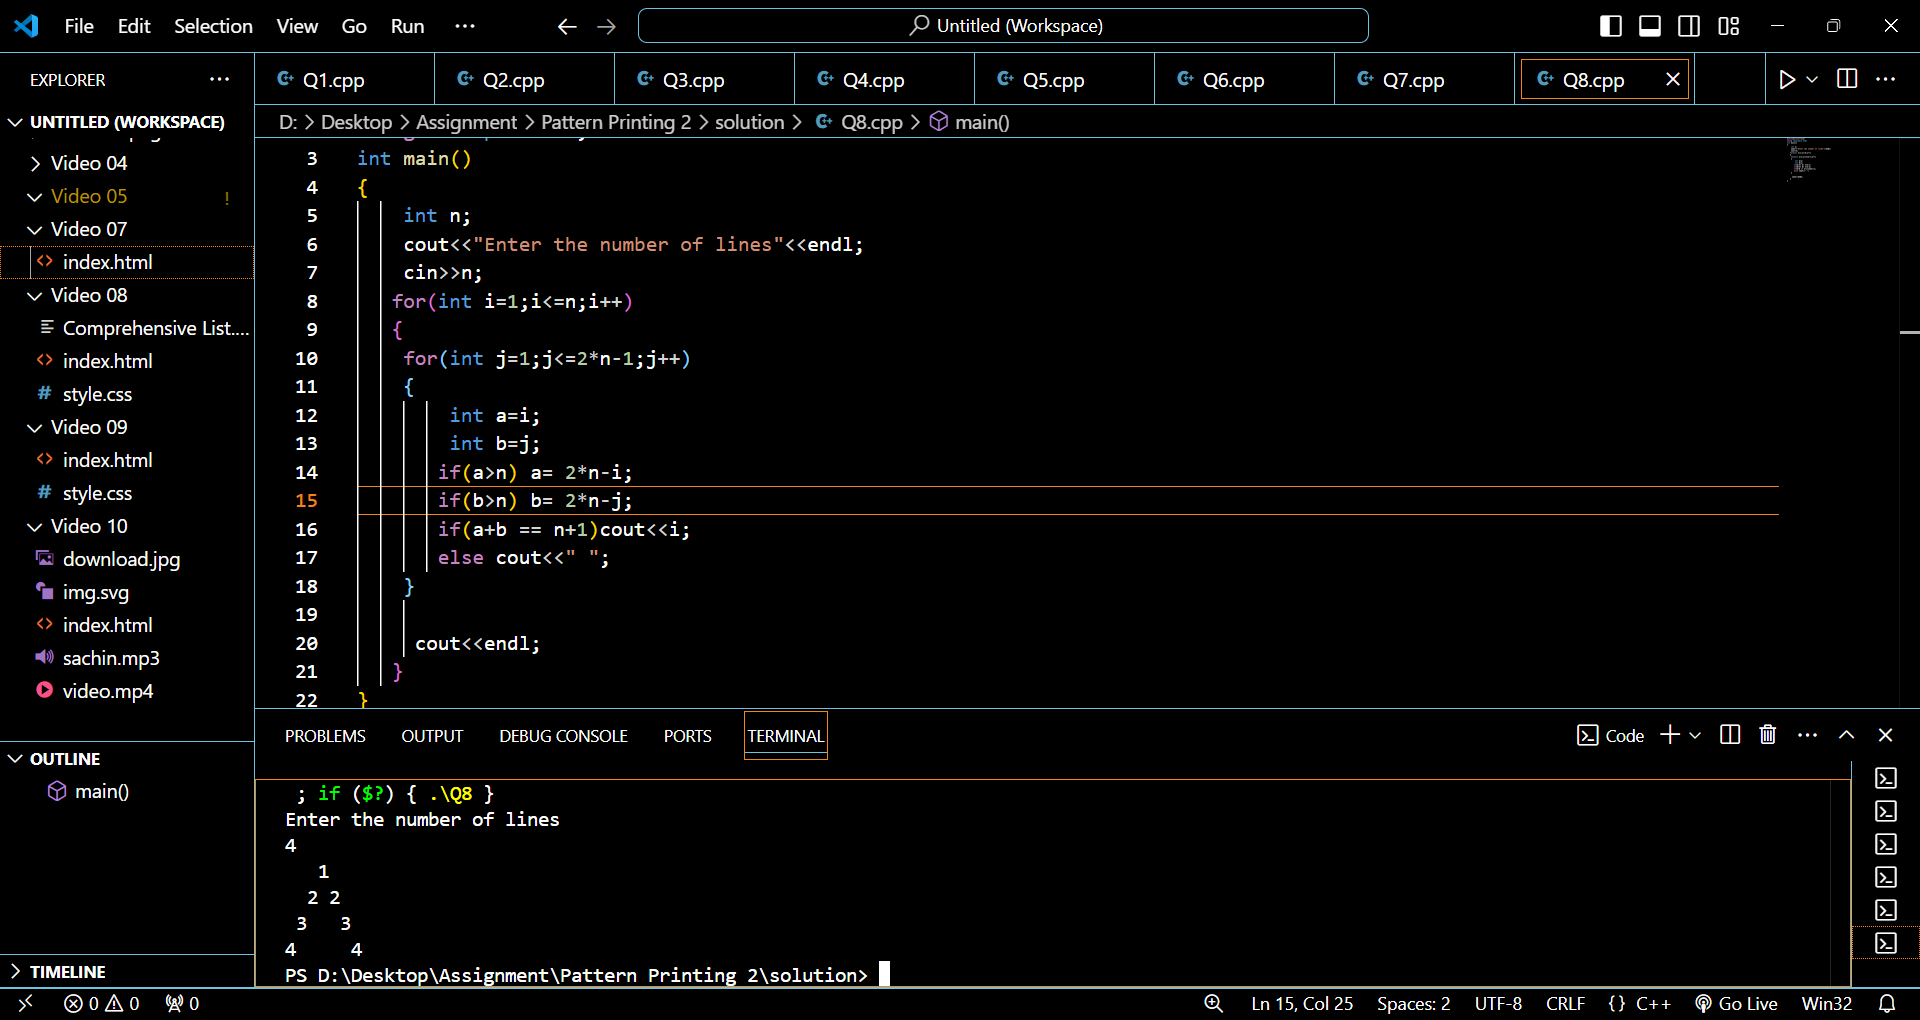 File Edit Selection View Go Run ··· Untitled (Workspace)
EXPLORER ···
Q1.cpp Q2.cpp Q3.cpp Q4.cpp Q5.cpp Q6.cpp Q7.cpp Q8.cpp
D: > Desktop > Assignment > Pattern Printing 2 > solution > Q8.cpp > main()
UNTITLED (WORKSPACE)
Video 04
Video 05 !
Video 07
index.html
Video 08
Comprehensive List....
index.html
style.css
Video 09
index.html
style.css
Video 10
download.jpg
img.svg
index.html
sachin.mp3
video.mp4
OUTLINE
main()
TIMELINE
3 int main()
4 {
5 int n;
6 cout<<"Enter the number of lines"<<endl;
7 cin>>n;
8 for(int i=1;i<=n;i++)
9 {
10 for(int j=1;j<=2*n-1;j++)
11 {
12 int a=i;
13 int b=j;
14 if(a>n) a= 2*n-i;
15 if(b>n) b= 2*n-j;
16 if(a+b == n+1)cout<<i;
17 else cout<<" ";
18 }
19
20 cout<<endl;
21 }
22 }
PROBLEMS OUTPUT DEBUG CONSOLE PORTS TERMINAL Code
; if ($?) { .\Q8 }
Enter the number of lines
4
   1
  2 2
 3   3
4     4
PS D:\Desktop\Assignment\Pattern Printing 2\solution>
0 0 0 Ln 15, Col 25 Spaces: 2 UTF-8 CRLF {} C++ Go Live Win32